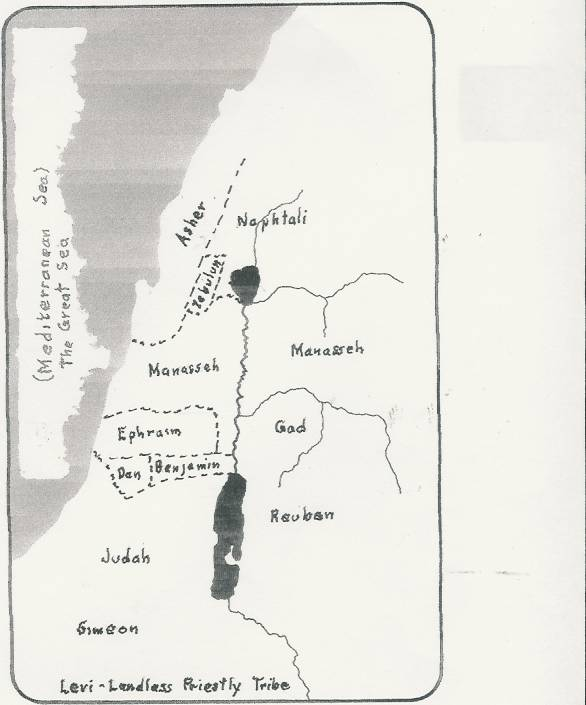 (Mediterranean Sea)
The Great Sea
Asher
Naphtali
Zebulun
Manasseh
Manasseh
Ephraim
Gad
Dan
Benjamin
Reuben
Judah
Simeon
Levi - Landless Priestly Tribe